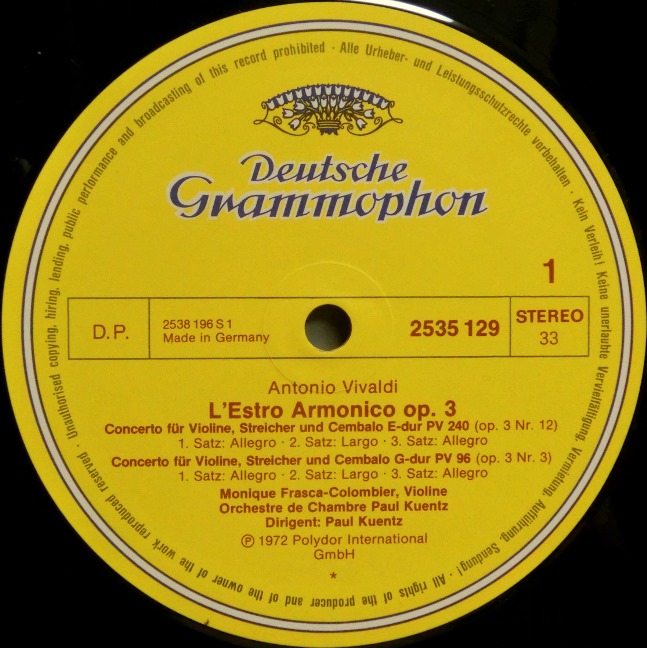 Deutsche
Grammophon
1
D.P.
2538 196 S 1
Made in Germany
2535 129
STEREO
33
Antonio Vivaldi
L'Estro Armonico op. 3
Concerto für Violine, Streicher und Cembalo E-dur PV 240 (op. 3 Nr. 12)
1. Satz: Allegro · 2. Satz: Largo · 3. Satz: Allegro
Concerto für Violine, Streicher und Cembalo G-dur PV 96 (op. 3 Nr. 3)
1. Satz: Allegro · 2. Satz: Largo · 3. Satz: Allegro
Monique Frasca-Colombier, Violine
Orchestre de Chambre Paul Kuentz
Dirigent: Paul Kuentz
℗ 1972 Polydor International
GmbH
*
Alle Urheber- und Leistungsschutzrechte vorbehalten · Kein Verleih! Keine unerlaubte Vervielfältigung, Vermietung, Aufführung, Sendung! · All rights of the producer and of the owner of the work reproduced reserved · Unauthorised copying, hiring, lending, public performance and broadcasting of this record prohibited ·